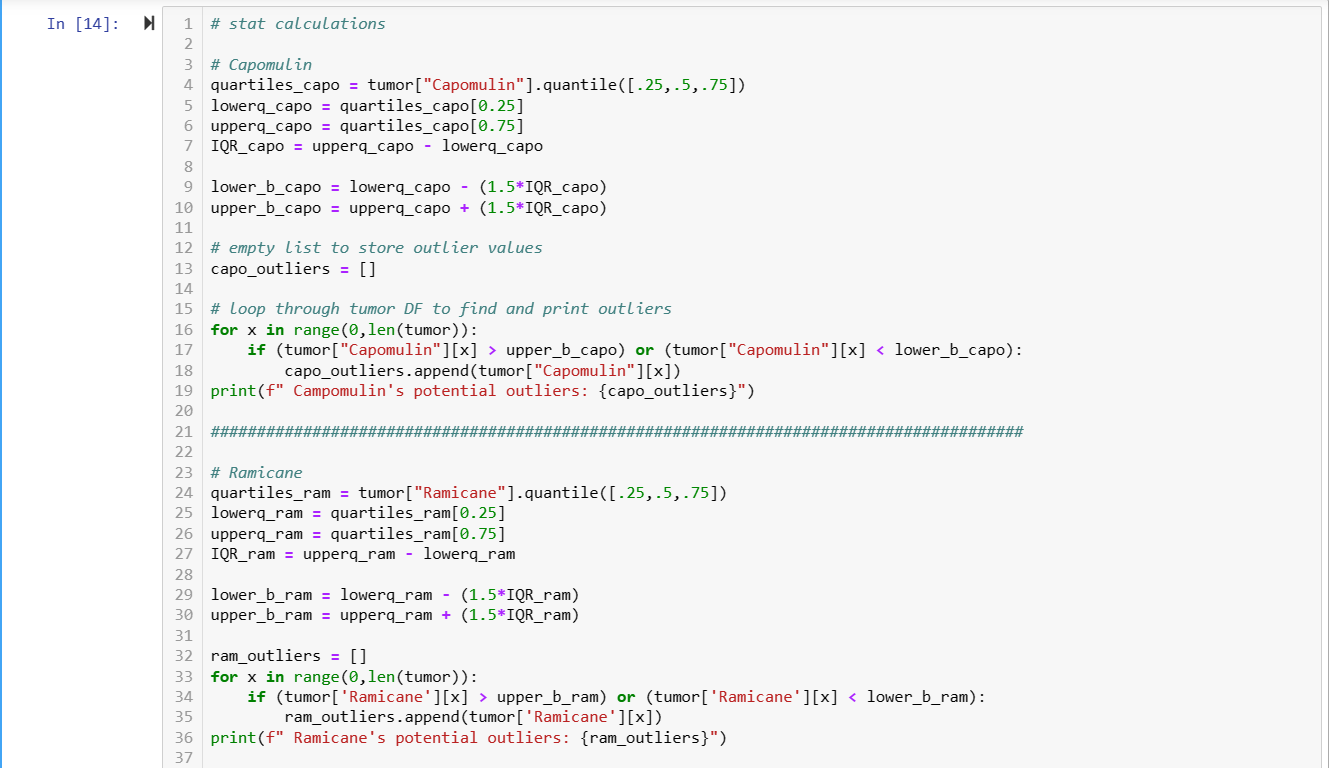 In [14]:
1 # stat calculations
2
3 # Capomulin
4 quartiles_capo = tumor["Capomulin"].quantile([.25,.5,.75])
5 lowerq_capo = quartiles_capo[0.25]
6 upperq_capo = quartiles_capo[0.75]
7 IQR_capo = upperq_capo - lowerq_capo
8
9 lower_b_capo = lowerq_capo - (1.5*IQR_capo)
10 upper_b_capo = upperq_capo + (1.5*IQR_capo)
11
12 # empty list to store outlier values
13 capo_outliers = []
14
15 # loop through tumor DF to find and print outliers
16 for x in range(0,len(tumor)):
17     if (tumor["Capomulin"][x] > upper_b_capo) or (tumor["Capomulin"][x] < lower_b_capo):
18         capo_outliers.append(tumor["Capomulin"][x])
19 print(f" Campomulin's potential outliers: {capo_outliers}")
20
21 ########################################################################################
22
23 # Ramicane
24 quartiles_ram = tumor["Ramicane"].quantile([.25,.5,.75])
25 lowerq_ram = quartiles_ram[0.25]
26 upperq_ram = quartiles_ram[0.75]
27 IQR_ram = upperq_ram - lowerq_ram
28
29 lower_b_ram = lowerq_ram - (1.5*IQR_ram)
30 upper_b_ram = upperq_ram + (1.5*IQR_ram)
31
32 ram_outliers = []
33 for x in range(0,len(tumor)):
34     if (tumor['Ramicane'][x] > upper_b_ram) or (tumor['Ramicane'][x] < lower_b_ram):
35         ram_outliers.append(tumor['Ramicane'][x])
36 print(f" Ramicane's potential outliers: {ram_outliers}")
37